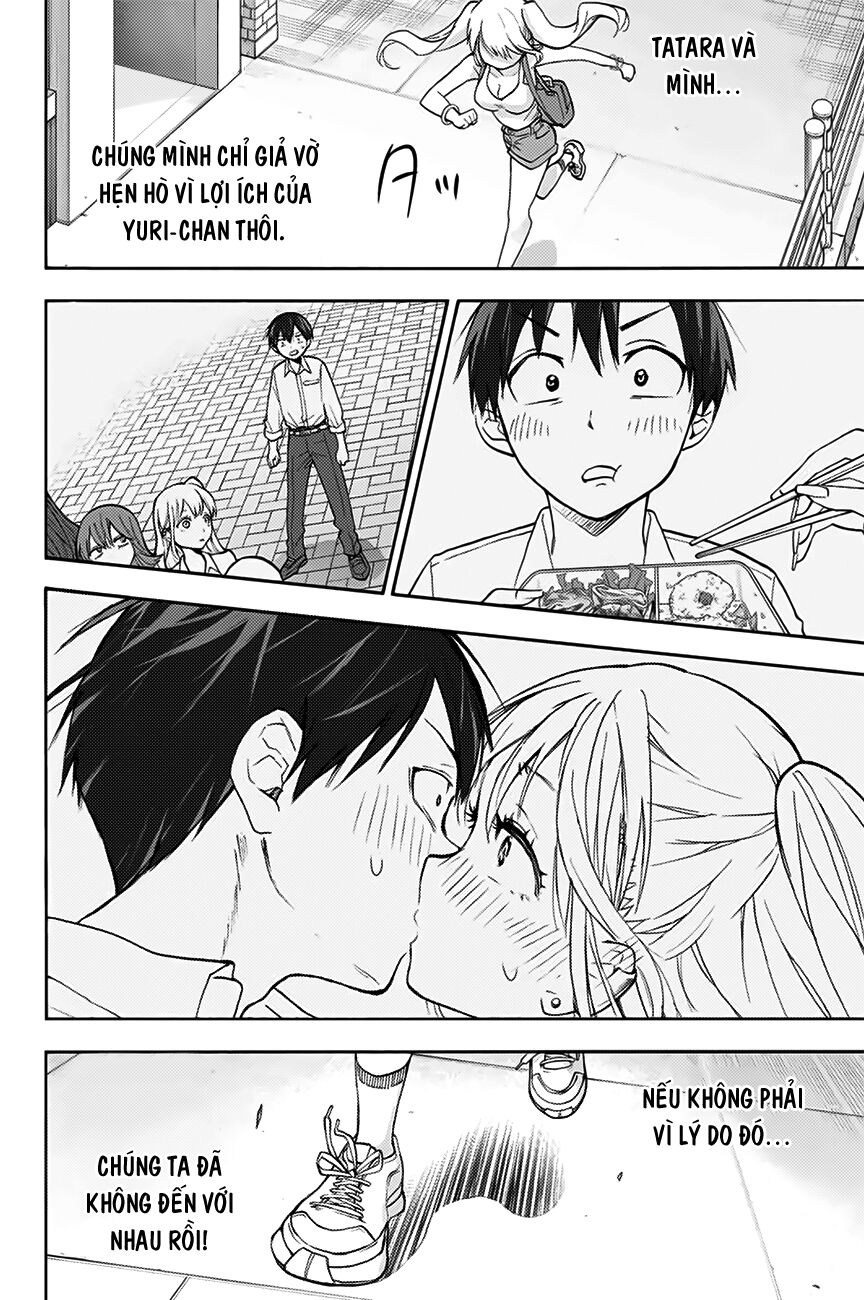 TATARA VÀ
MÌNH...
CHÚNG MÌNH CHỈ GIẢ VỜ
HẸN HÒ VÌ LỢI ÍCH CỦA
YURI-CHAN THÔI.
タッ
NẾU KHÔNG PHẢI
VÌ LÝ DO ĐÓ...
CHÚNG TA ĐÃ
KHÔNG ĐẾN VỚI
NHAU RỒI!